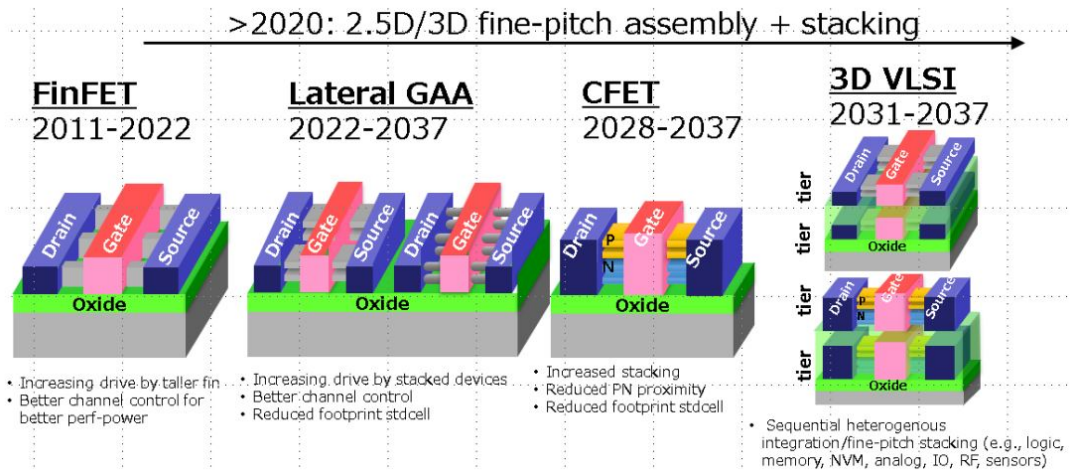 >2020: 2.5D/3D fine-pitch assembly + stacking
FinFET
2011-2022
Lateral GAA
2022-2037
CFET
2028-2037
3D VLSI
2031-2037
Drain
Gate
Source
Oxide
Drain
Gate
Source
Drain
Gate
Source
Oxide
Drain
P
N
Gate
Source
Oxide
tier
tier
Drain
Gate
Source
Oxide
tier
tier
Drain
P
N
Gate
Source
Oxide
• Increasing drive by taller fin
• Better channel control for
better perf-power
• Increasing drive by stacked devices
• Better channel control
• Reduced footprint stdcell
• Increased stacking
• Reduced PN proximity
• Reduced footprint stdcell
• Sequential heterogenous
integration/fine-pitch stacking (e.g., logic,
memory, NVM, analog, IO, RF, sensors)